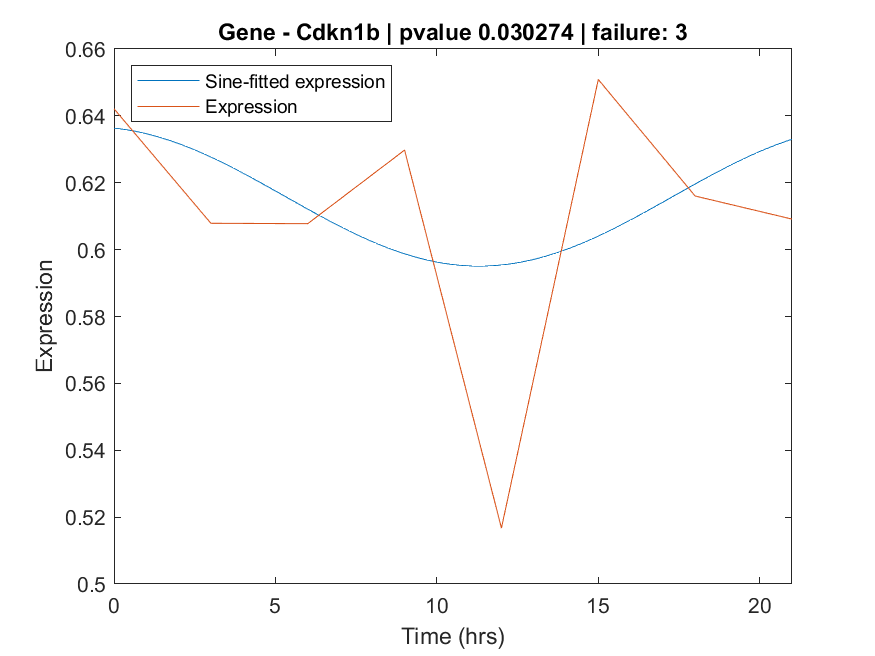 Gene - Cdkn1b | pvalue 0.030274 | failure: 3
0.66
0.64
0.62
0.6
0.58
0.56
0.54
0.52
0.5
Expression
Sine-fitted expression
Expression
0
5
10
15
20
Time (hrs)